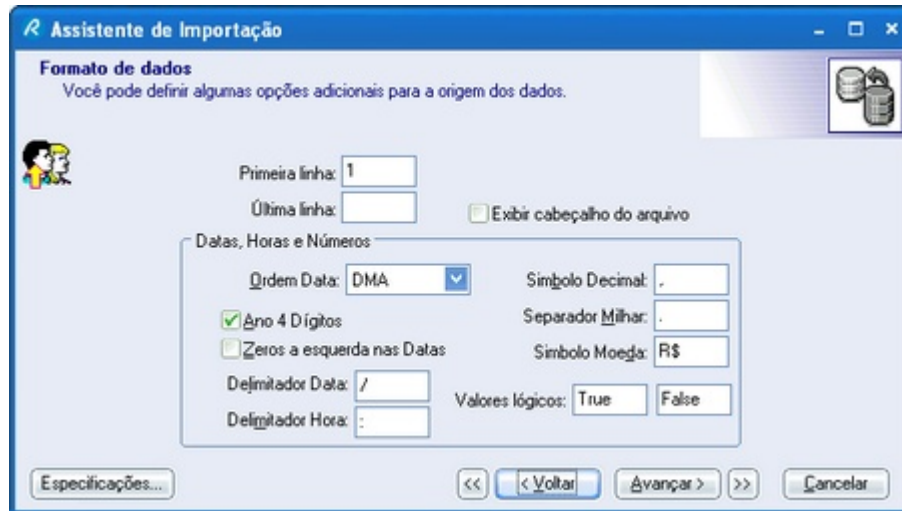 Assistente de Importação
Formato de dados
Você pode definir algumas opções adicionais para a origem dos dados.
Primeira linha: 1
Última linha:
Exibir cabeçalho do arquivo
Datas, Horas e Números
Ordem Data: DMA
Simbolo Decimal: ,
Ano 4 Dígitos
Separador Milhar: .
Zeros a esquerda nas Datas
Simbolo Moeda: R$
Delimitador Data: /
Valores lógicos: True False
Delimitador Hora: :
Especificações... << < Voltar Avançar > >> Cancelar